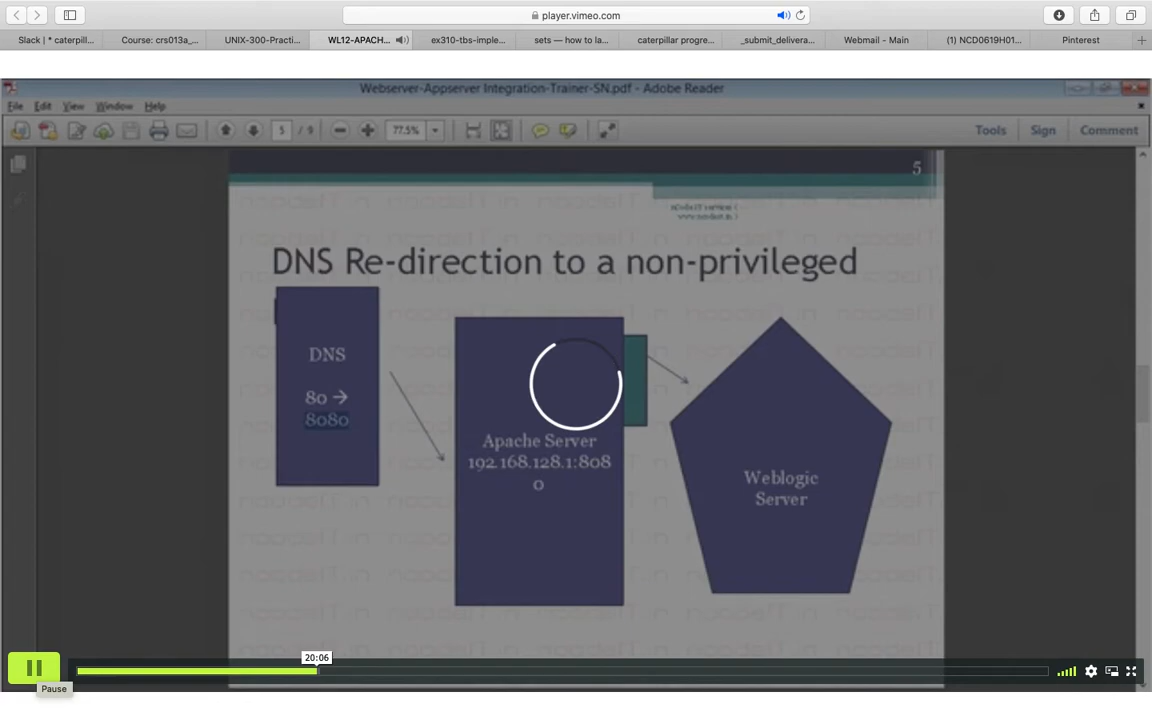 player.vimeo.com
Slack | * caterpill...
Course: crs013a_...
UNIX-300-Practi...
WL12-APACH...
ex310-tbs-imple...
sets — how to la...
caterpillar progre...
_submit_delivera...
Webmail - Main
(1) NCD0619H01...
Pinterest
Webserver-Appserver Integration-Trainer-SN.pdf - Adobe Reader
File Edit View Window Help
5 / 9 77.5% Tools Sign Comment
5
DNS Re-direction to a non-privileged
DNS
80 →
8080
Apache Server
192.168.128.1:808
0
Weblogic
Server
20:06
Pause